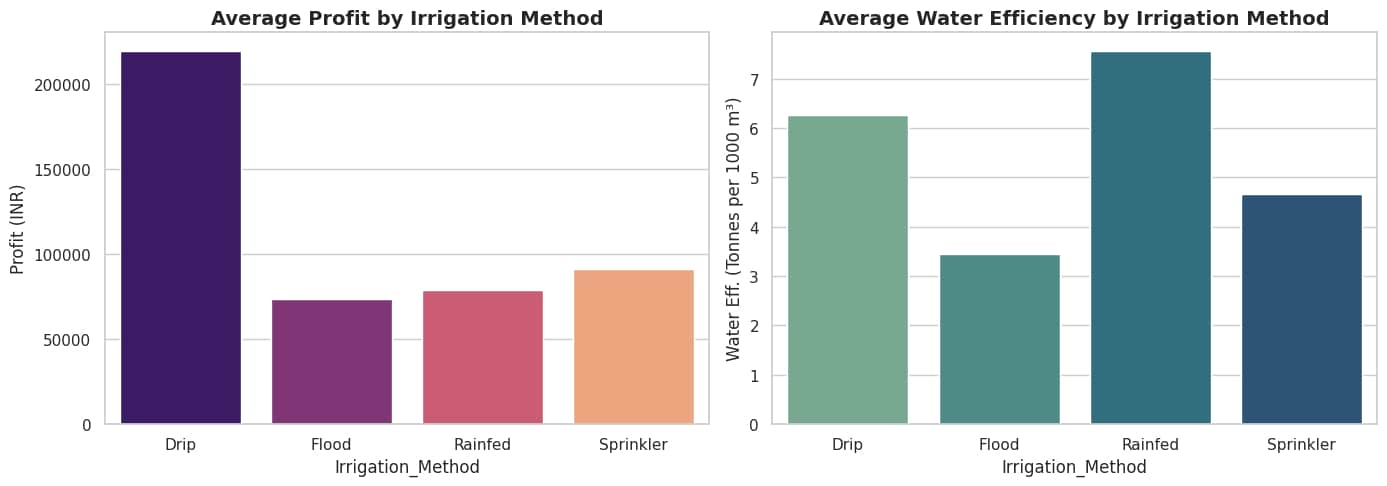 Average Profit by Irrigation Method
Profit (INR)
200000
150000
100000
50000
0
Drip Flood Rainfed Sprinkler
Irrigation_Method
Average Water Efficiency by Irrigation Method
Water Eff. (Tonnes per 1000 m³)
7
6
5
4
3
2
1
0
Drip Flood Rainfed Sprinkler
Irrigation_Method